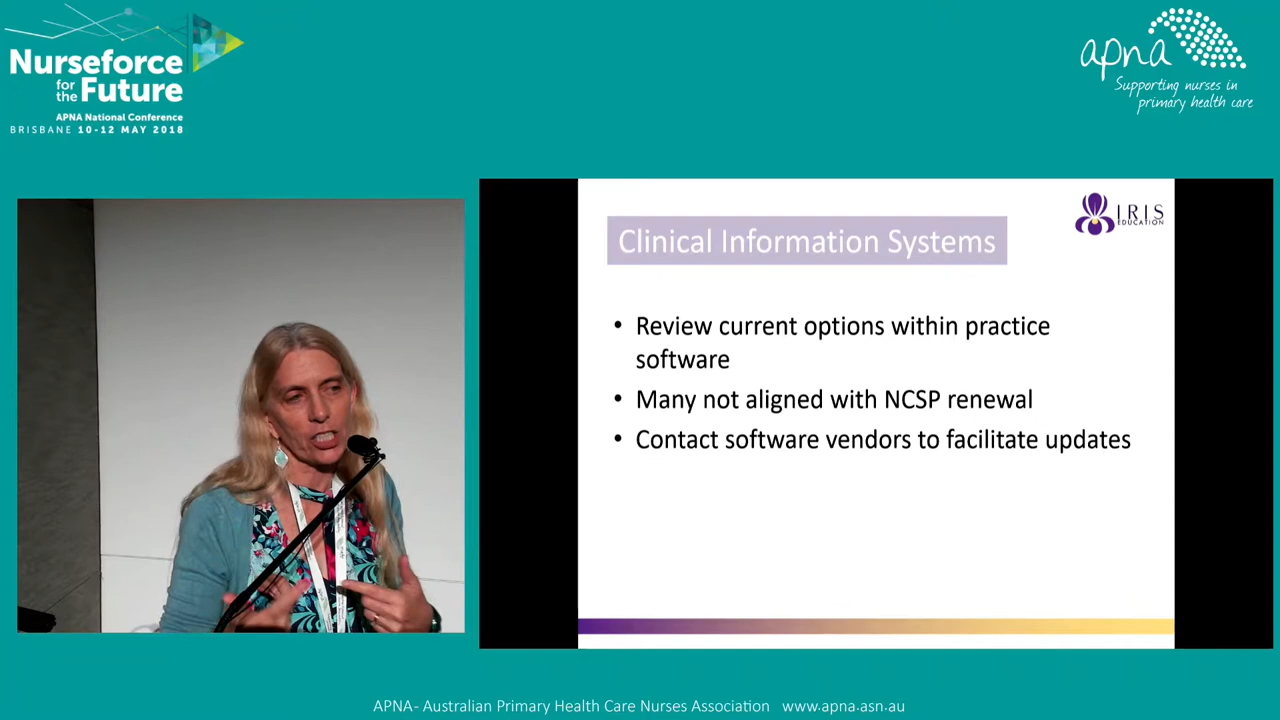 Nurseforce
for
the Future
APNA National Conference
BRISBANE 10-12 MAY 2018
apna
Supporting nurses in
primary health care
IRIS
EDUCATION
Clinical Information Systems
• Review current options within practice
software
• Many not aligned with NCSP renewal
• Contact software vendors to facilitate updates
APNA- Australian Primary Health Care Nurses Association www.apna.asn.au